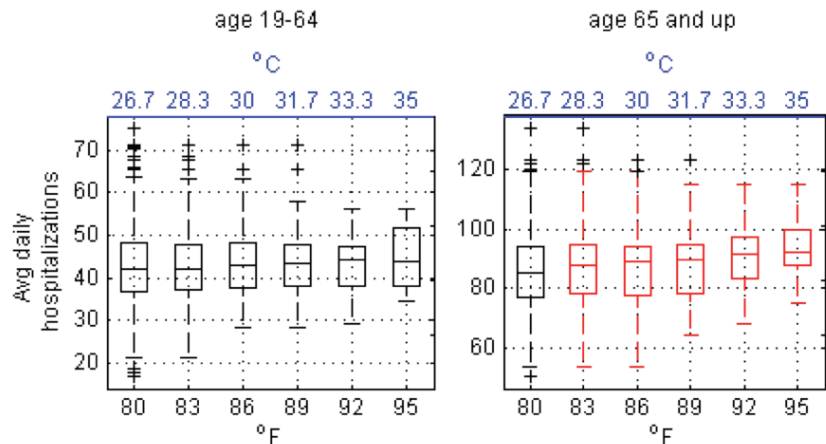 age 19-64
°C
26.7 28.3 30 31.7 33.3 35
70
60
50
40
30
20
Avg daily
hospitalizations
80 83 86 89 92 95
°F
age 65 and up
°C
26.7 28.3 30 31.7 33.3 35
120
100
80
60
80 83 86 89 92 95
°F